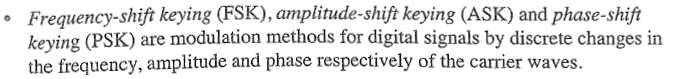 • Frequency-shift keying (FSK), amplitude-shift keying (ASK) and phase-shift
keying (PSK) are modulation methods for digital signals by discrete changes in
the frequency, amplitude and phase respectively of the carrier waves.